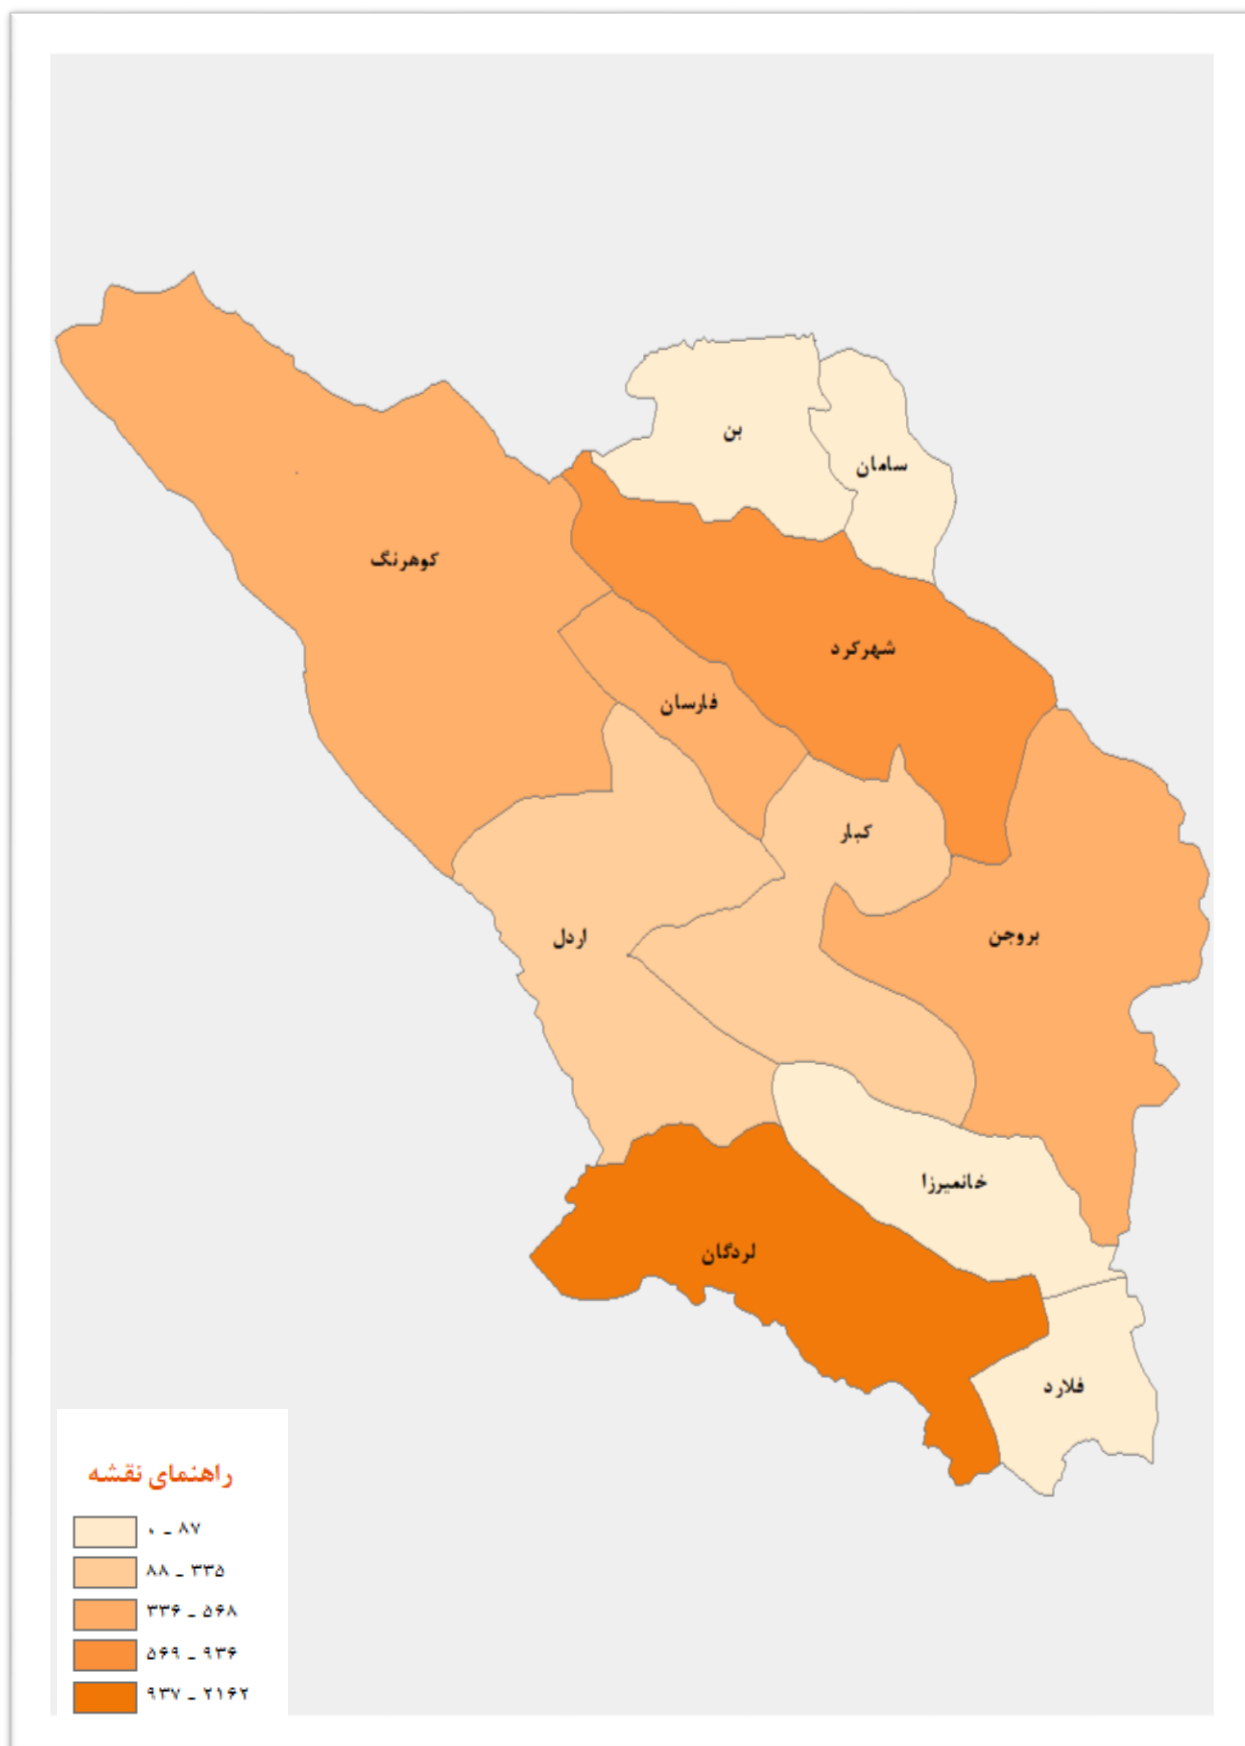 بن
سامان
کوهرنگ
شهرکرد
فارسان
کیار
اردل
بروجن
خانمیرزا
لردگان
فلارد
راهنمای نقشه
۰ - ۸۷
۸۸ - ۳۳۵
۳۳۶ - ۵۶۸
۵۶۹ - ۹۳۶
۹۳۷ - ۲۱۶۲